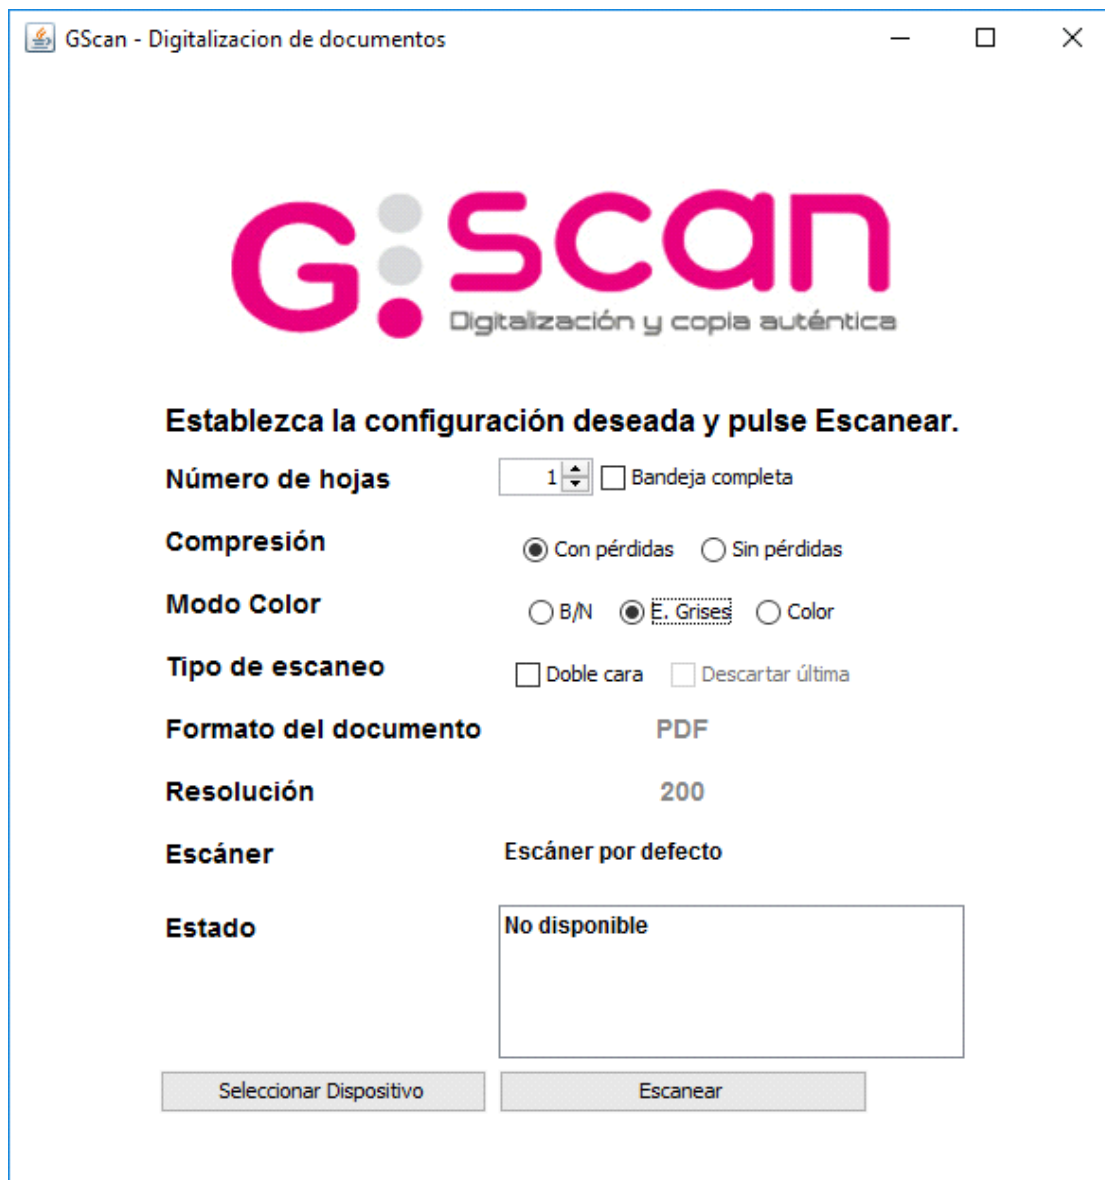 GScan - Digitalizacion de documentos
G scan
Digitalización y copia auténtica
Establezca la configuración deseada y pulse Escanear.
Número de hojas 1 Bandeja completa
Compresión Con pérdidas Sin pérdidas
Modo Color B/N E. Grises Color
Tipo de escaneo Doble cara Descartar última
Formato del documento PDF
Resolución 200
Escáner Escáner por defecto
Estado No disponible
Seleccionar Dispositivo Escanear